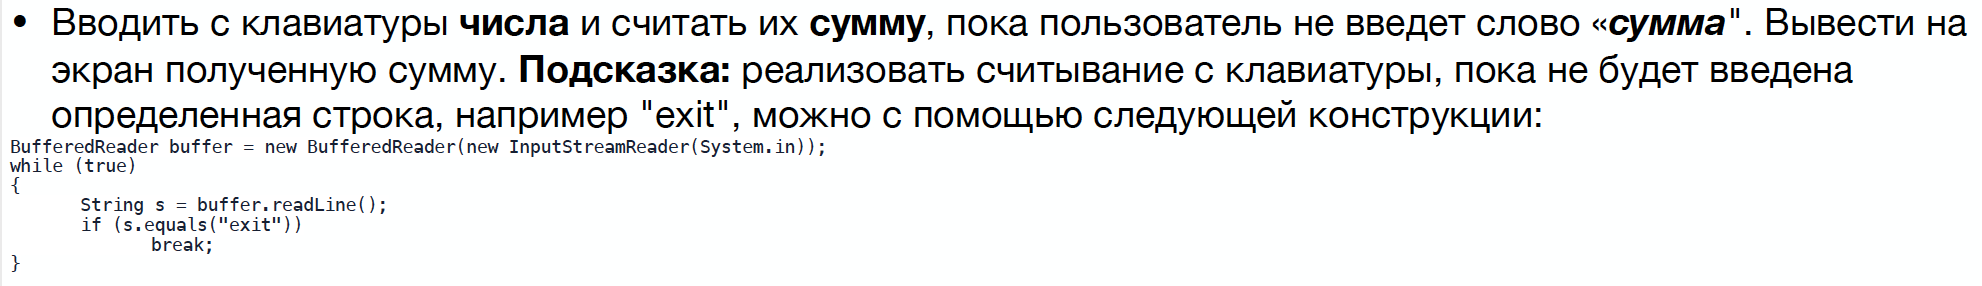 • Вводить с клавиатуры числа и считать их сумму, пока пользователь не введет слово «сумма". Вывести на
экран полученную сумму. Подсказка: реализовать считывание с клавиатуры, пока не будет введена
определенная строка, например "exit", можно с помощью следующей конструкции:
BufferedReader buffer = new BufferedReader(new InputStreamReader(System.in));
while (true)
{
String s = buffer.readLine();
if (s.equals("exit"))
break;
}